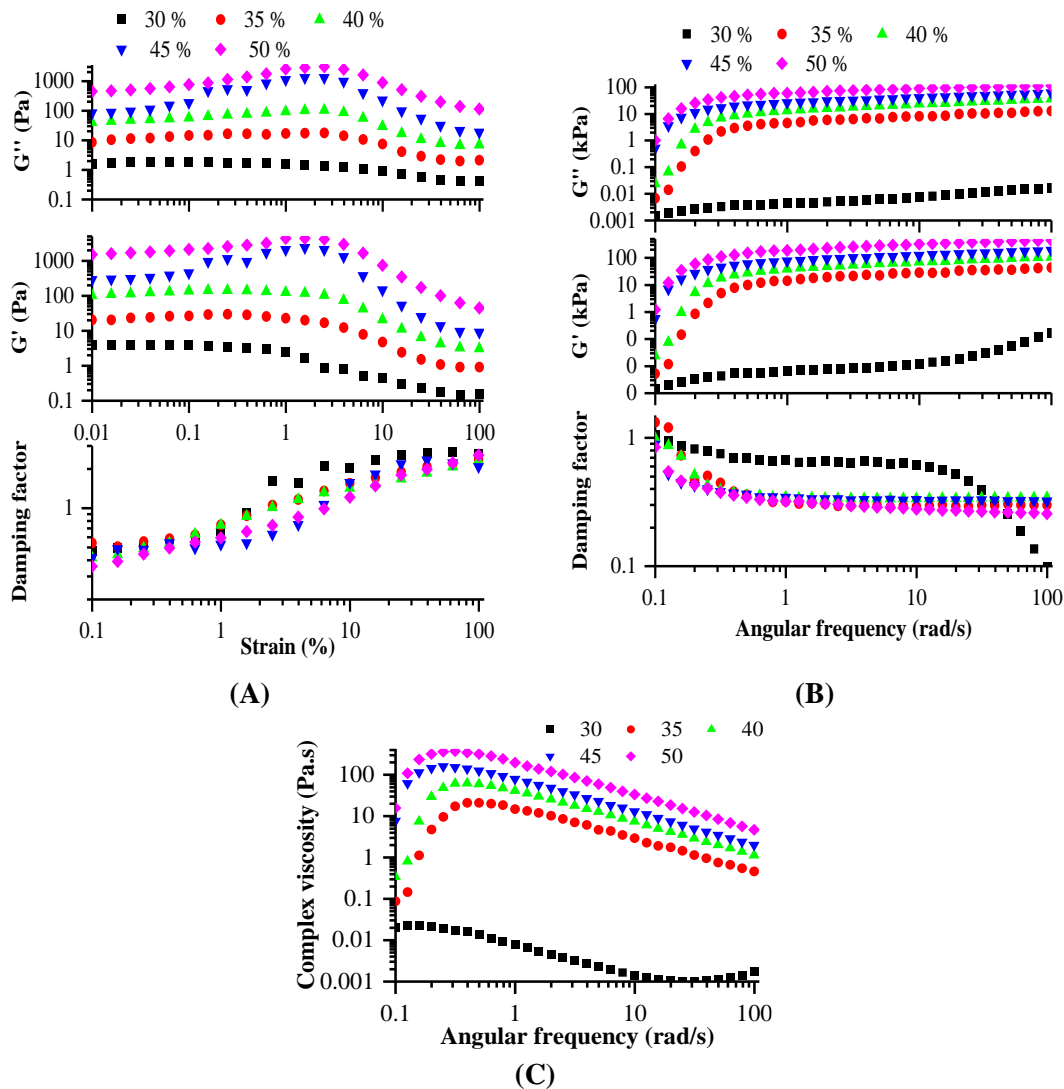 30 % 35 % 40 %
45 % 50 %
1000
100
10
1
0.1
G'' (Pa)
1000
100
10
1
0.1
G' (Pa)
0.01 0.1 1 10 100
1
Damping factor
0.1 1 10 100
Strain (%)
(A)
30 % 35 % 40 %
45 % 50 %
100
10
1
0.1
0.01
0.001
G'' (kPa)
100
10
1
0
0
0
G' (kPa)
1
0.1
Damping factor
0.1 1 10 100
Angular frequency (rad/s)
(B)
30 35 40
45 50
100
10
1
0.1
0.01
0.001
Complex viscosity (Pa.s)
0.1 1 10 100
Angular frequency (rad/s)
(C)